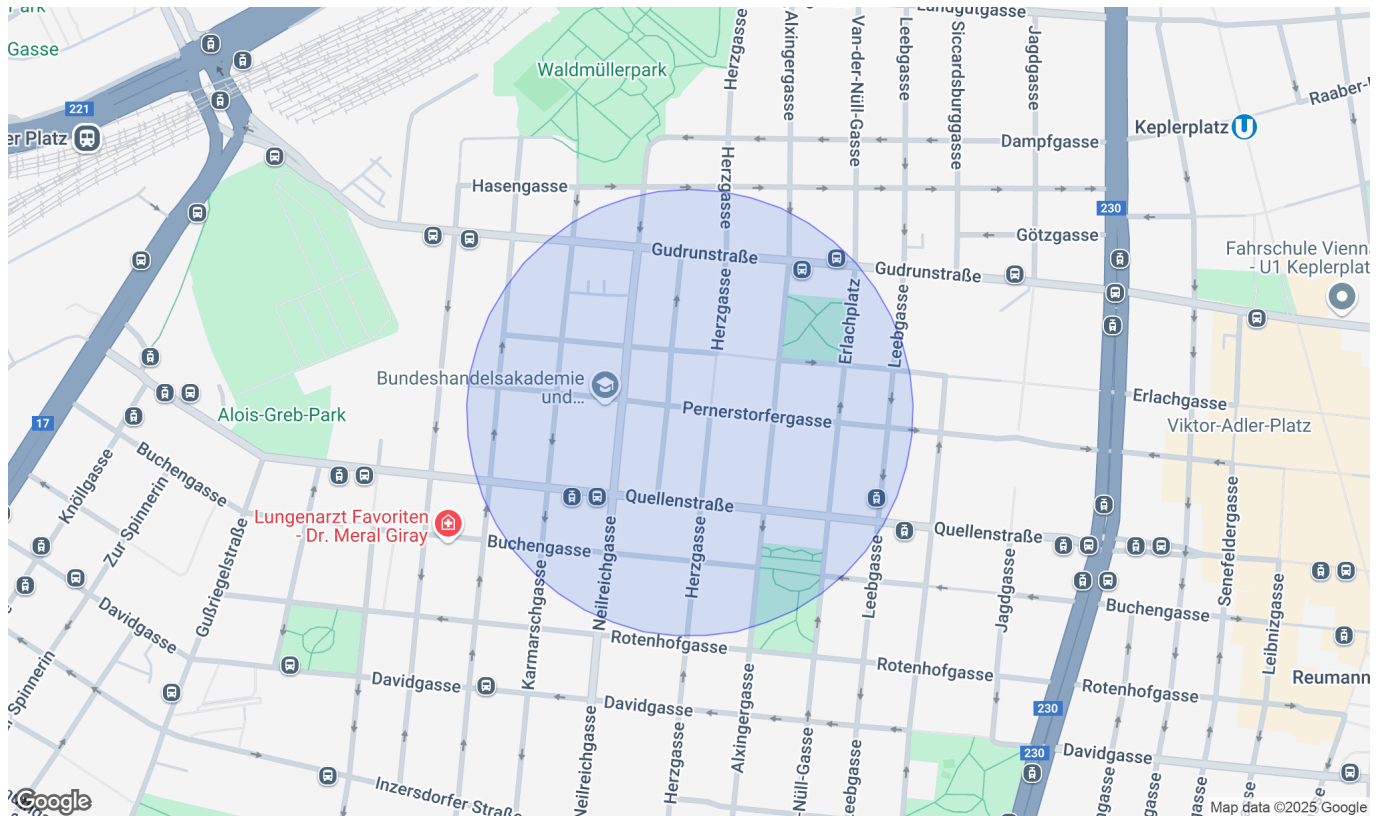 Park
Gasse
221
er Platz
Waldmüllerpark
Herzgasse
Alxingergasse
Van-der-Nüll-Gasse
Leebgasse
Landgutgasse
Siccardsburggasse
Jagdgasse
Raaber-
Keplerplatz
Dampfgasse
Hasengasse
Herzgasse
230
Götzgasse
Gudrunstraße
Gudrunstraße
Fahrschule Vienna
- U1 Keplerplat
Herzgasse
Erlachplatz
Leebgasse
Bundeshandelsakademie
und...
Pernerstorfergasse
Erlachgasse
Viktor-Adler-Platz
Alois-Greb-Park
17
Buchengasse
Knöllgasse
Zur Spinnerin
Gußriegelstraße
Lungenarzt Favoriten
- Dr. Meral Giray
Quellenstraße
Quellenstraße
Buchengasse
Karmarschgasse
Neilreichgasse
Herzgasse
Leebgasse
Jagdgasse
Senefeldergasse
Buchengasse
Leibnizgasse
Davidgasse
Rotenhofgasse
Rotenhofgasse
Rotenhofgasse
Reumann
r Spinnerin
Davidgasse
Davidgasse
Alxingergasse
230
230
Davidgasse
Neilreichgasse
Herzgasse
-Nüll-Gasse
Leebgasse
Inzersdorfer Straße
Google
Map data ©2025 Google